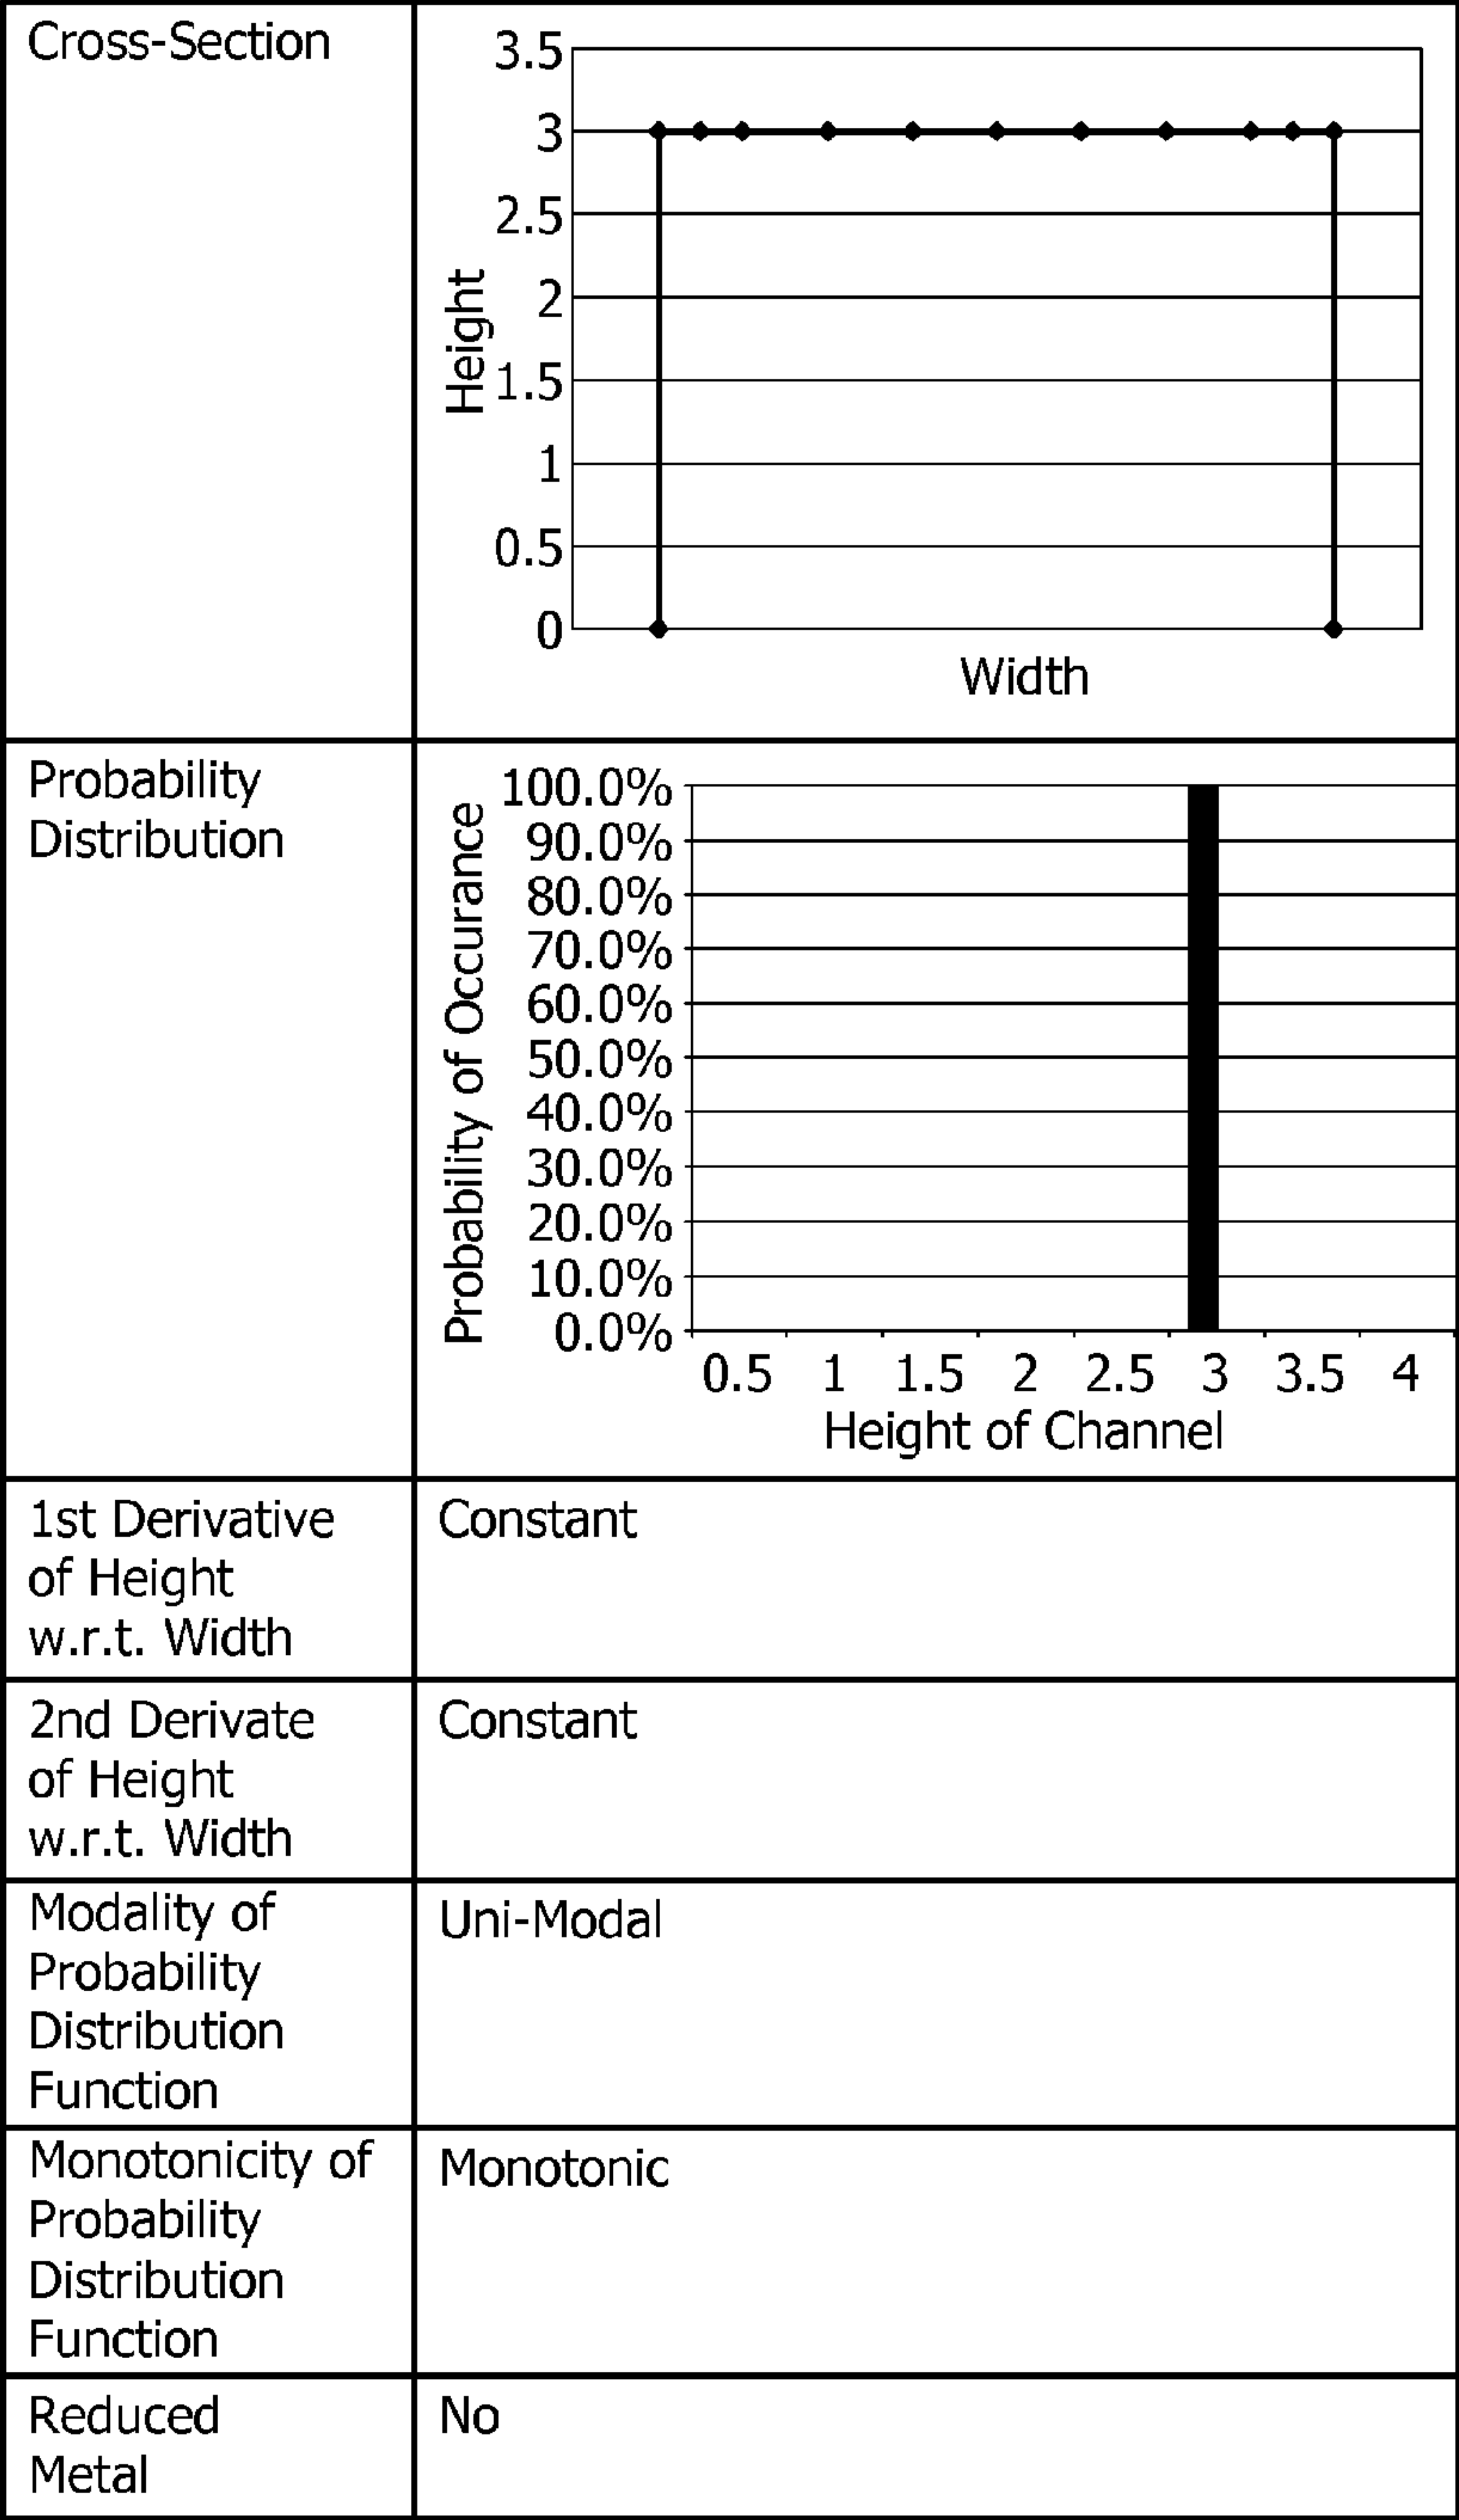 Cross-Section
3.5
3
2.5
2
1.5
1
0.5
0
Height
Width
Probability
Distribution
100.0%
90.0%
80.0%
70.0%
60.0%
50.0%
40.0%
30.0%
20.0%
10.0%
0.0%
Probability of Occurance
0.5 1 1.5 2 2.5 3 3.5 4
Height of Channel
1st Derivative
of Height
w.r.t. Width
Constant
2nd Derivate
of Height
w.r.t. Width
Constant
Modality of
Probability
Distribution
Function
Uni-Modal
Monotonicity of
Probability
Distribution
Function
Monotonic
Reduced
Metal
No